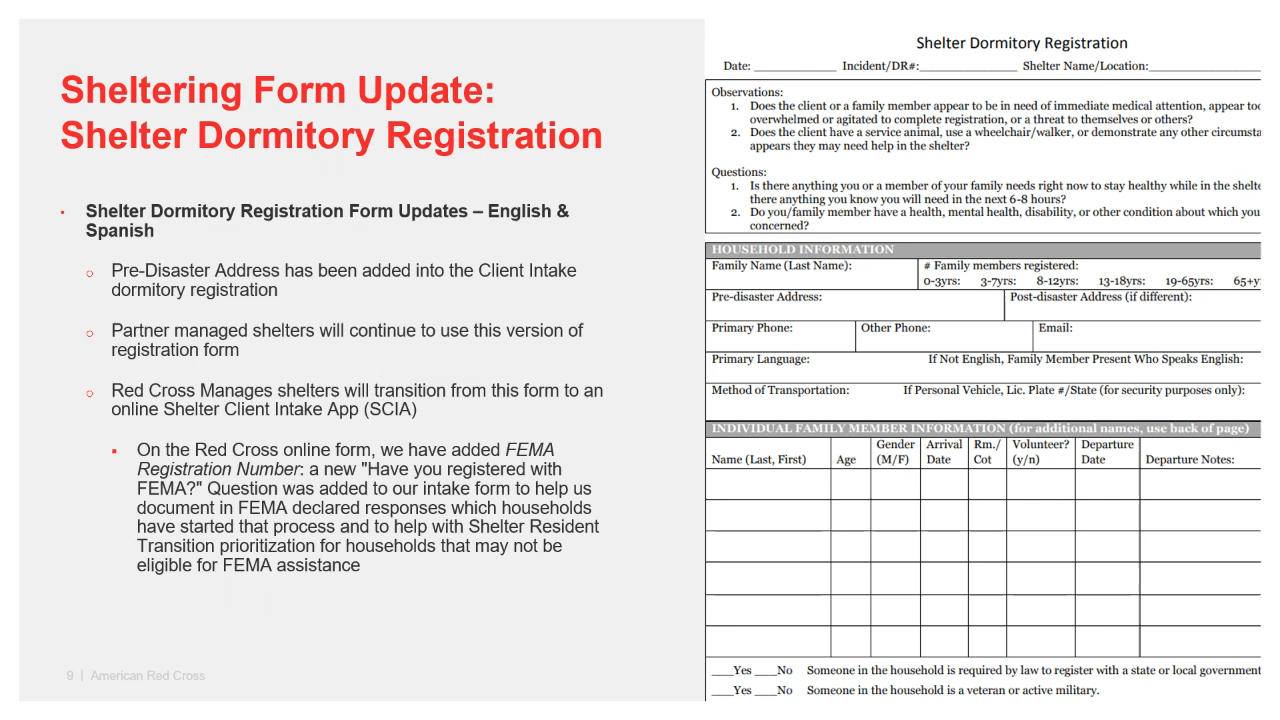 Sheltering Form Update:
Shelter Dormitory Registration
Shelter Dormitory Registration Form Updates – English &
Spanish
Pre-Disaster Address has been added into the Client Intake
dormitory registration
Partner managed shelters will continue to use this version of
registration form
Red Cross Manages shelters will transition from this form to an
online Shelter Client Intake App (SCIA)
On the Red Cross online form, we have added FEMA
Registration Number: a new "Have you registered with
FEMA?" Question was added to our intake form to help us
document in FEMA declared responses which households
have started that process and to help with Shelter Resident
Transition prioritization for households that may not be
eligible for FEMA assistance
9 | American Red Cross
Shelter Dormitory Registration
Date: ______________ Incident/DR#:________________ Shelter Name/Location:___________________
Observations:
1. Does the client or a family member appear to be in need of immediate medical attention, appear too
overwhelmed or agitated to complete registration, or a threat to themselves or others?
2. Does the client have a service animal, use a wheelchair/walker, or demonstrate any other
appears they may need help in the shelter?
Questions:
1. Is there anything you or a member of your family needs right now to stay healthy while in the
there anything you know you will need in the next 6-8 hours?
2. Do you/family member have a health, mental health, disability, or other condition about which you
concerned?
HOUSEHOLD INFORMATION
Family Name (Last Name): # Family members registered:
0-3yrs: 3-7yrs: 8-12yrs: 13-18yrs: 19-65yrs: 65+y
Pre-disaster Address: Post-disaster Address (if different):
Primary Phone: Other Phone: Email:
Primary Language: If Not English, Family Member Present Who Speaks English:
Method of Transportation: If Personal Vehicle, Lic. Plate #/State (for security purposes only):
INDIVIDUAL FAMILY MEMBER INFORMATION (for additional names, use back of page)
Name (Last, First) Age Gender (M/F) Arrival Date Rm./ Cot Volunteer? (y/n) Departure Date Departure Notes:
___Yes ___No Someone in the household is required by law to register with a state or local government
___Yes ___No Someone in the household is a veteran or active military.